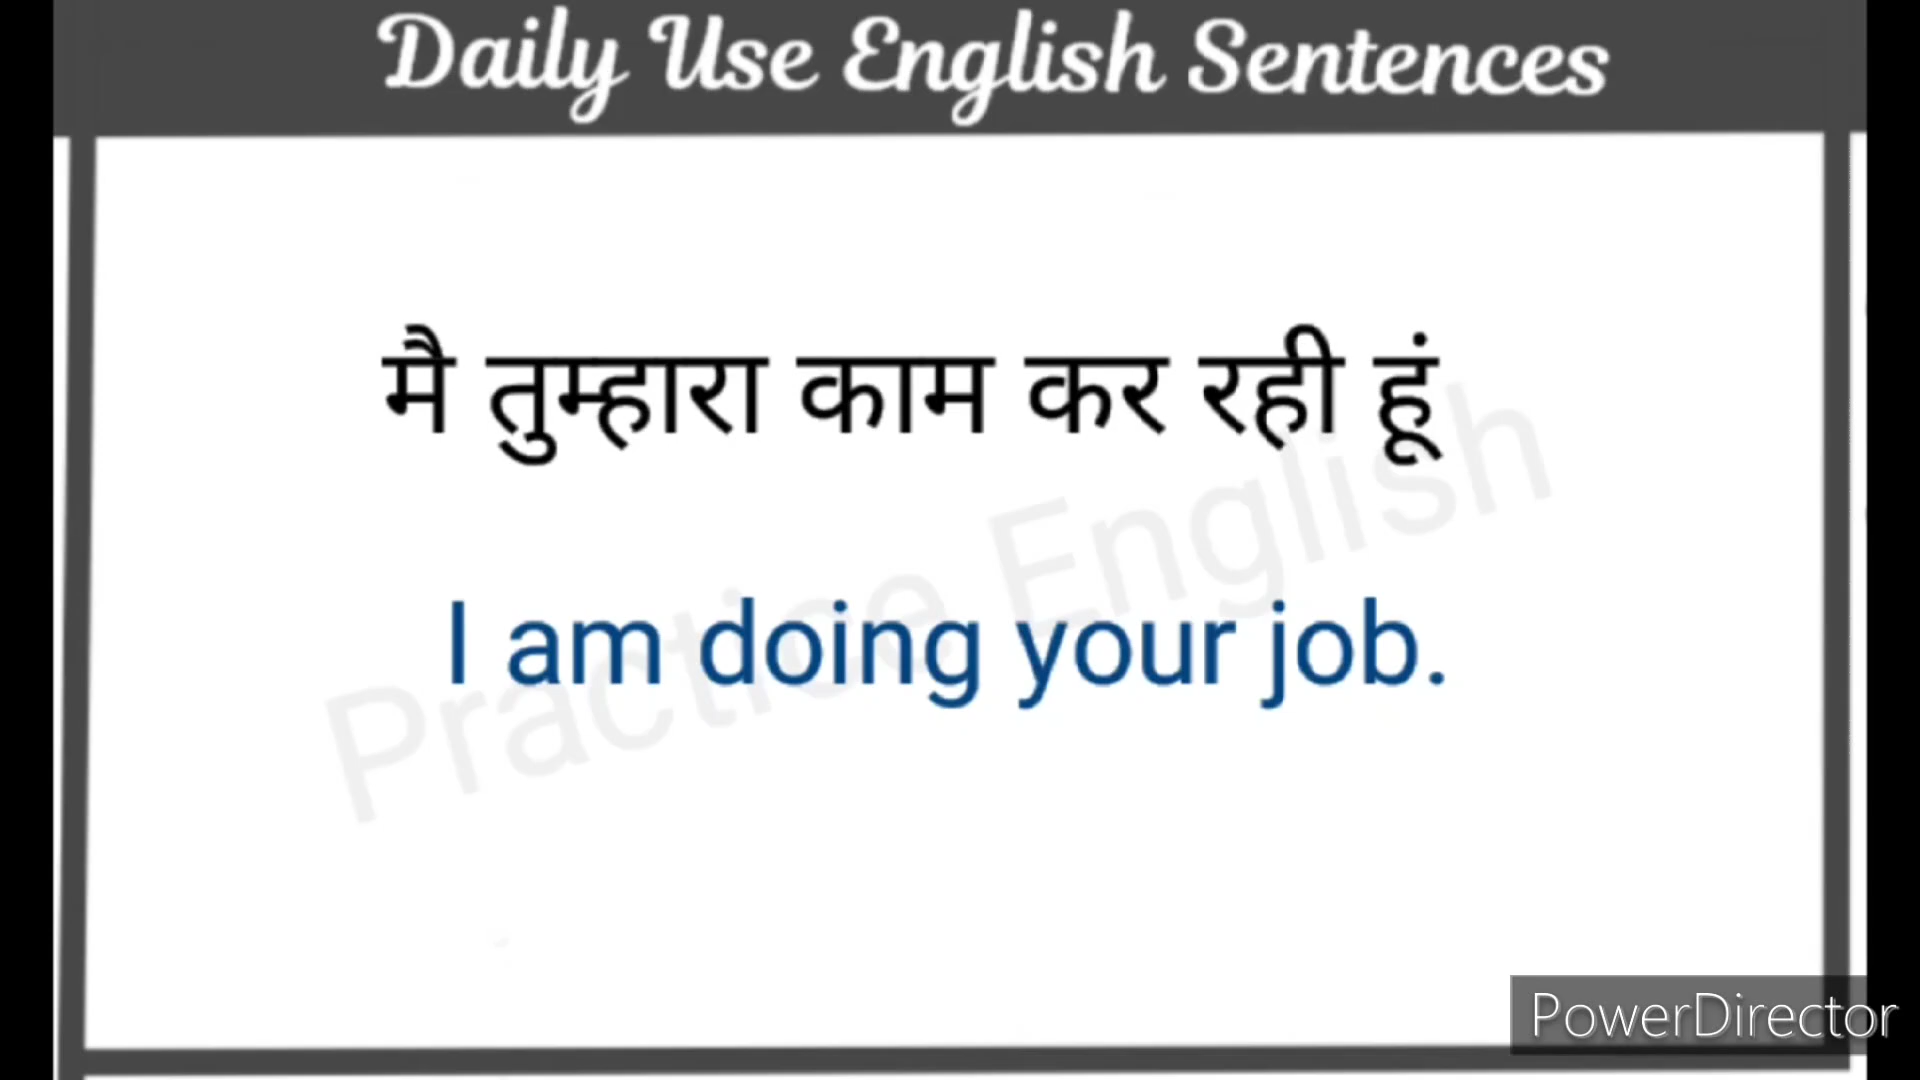 Daily Use English Sentences
मै तुम्हारा काम कर रही हूं
I am doing your job.
Practice English
PowerDirector